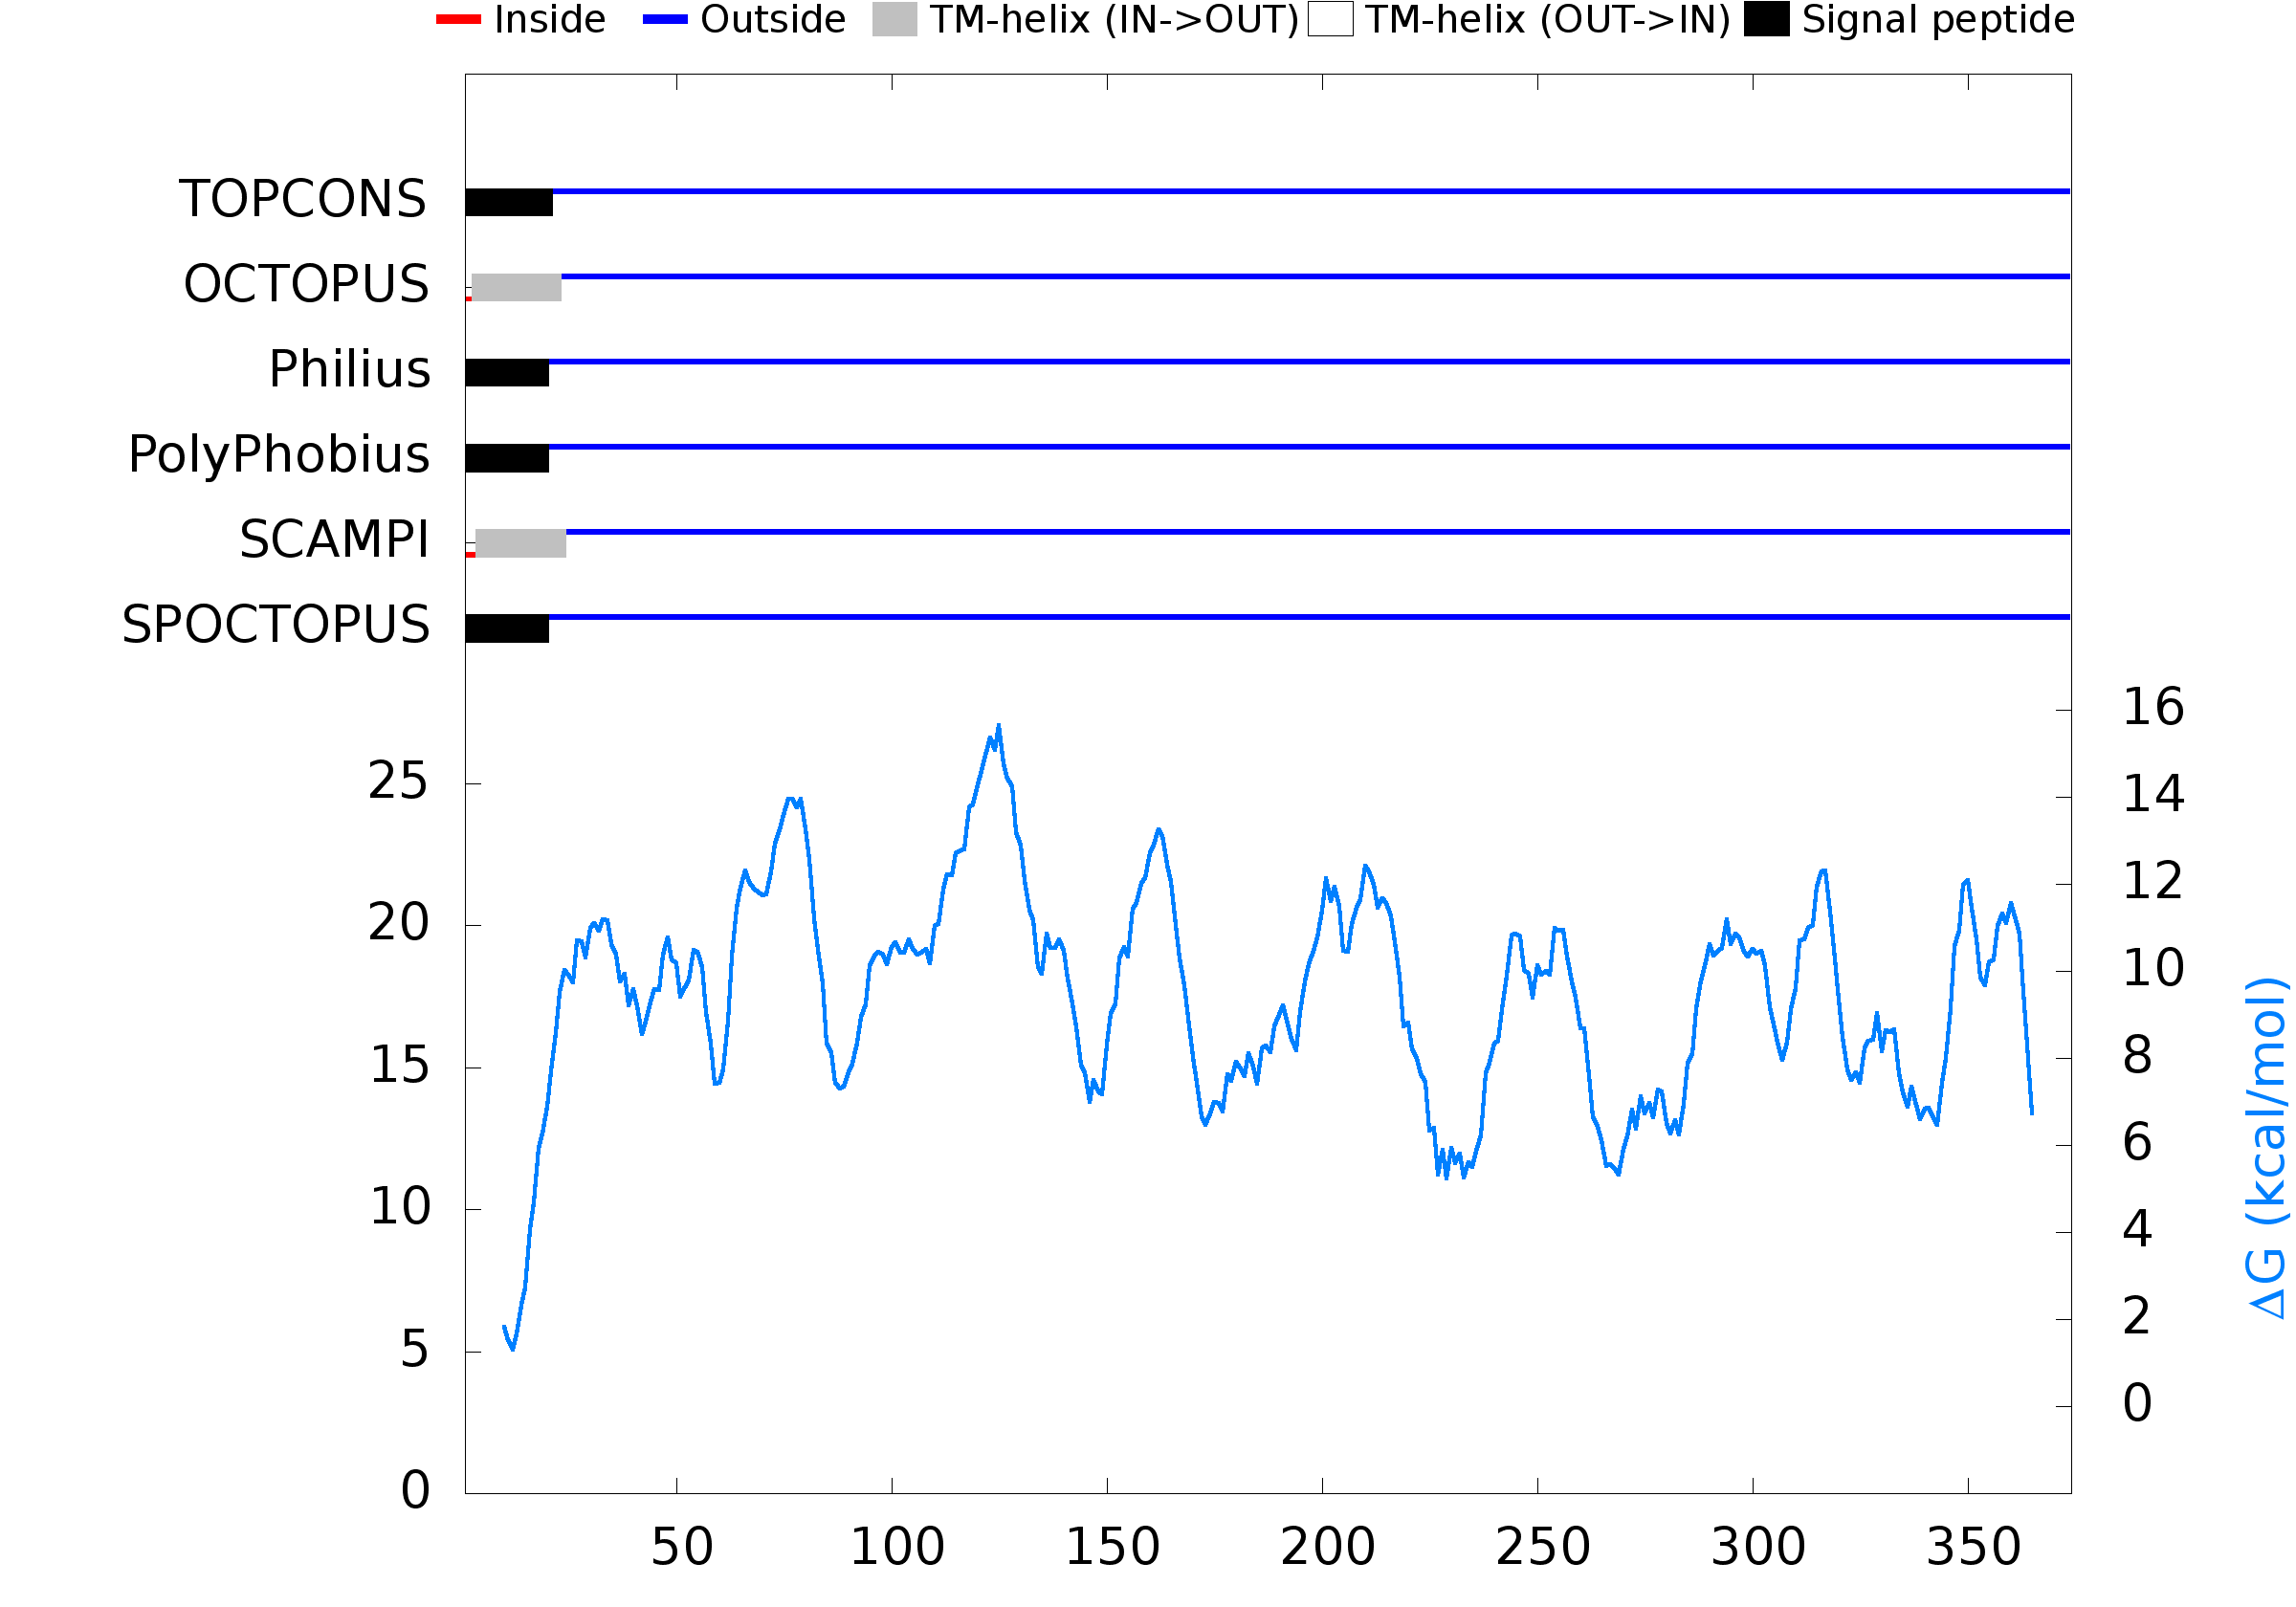 Inside Outside TM-helix (IN->OUT) TM-helix (OUT->IN) Signal peptide
TOPCONS
OCTOPUS
Philius
PolyPhobius
SCAMPI
SPOCTOPUS
16
25 14
20 12
10
15 8
6
10 4
5 2
0
0
ΔG (kcal/mol)
50 100 150 200 250 300 350